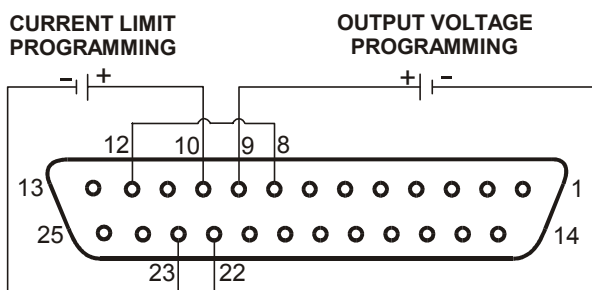 CURRENT LIMIT
PROGRAMMING
OUTPUT VOLTAGE
PROGRAMMING
− +
+ −
12 10 9 8
13 1
25 14
23 22